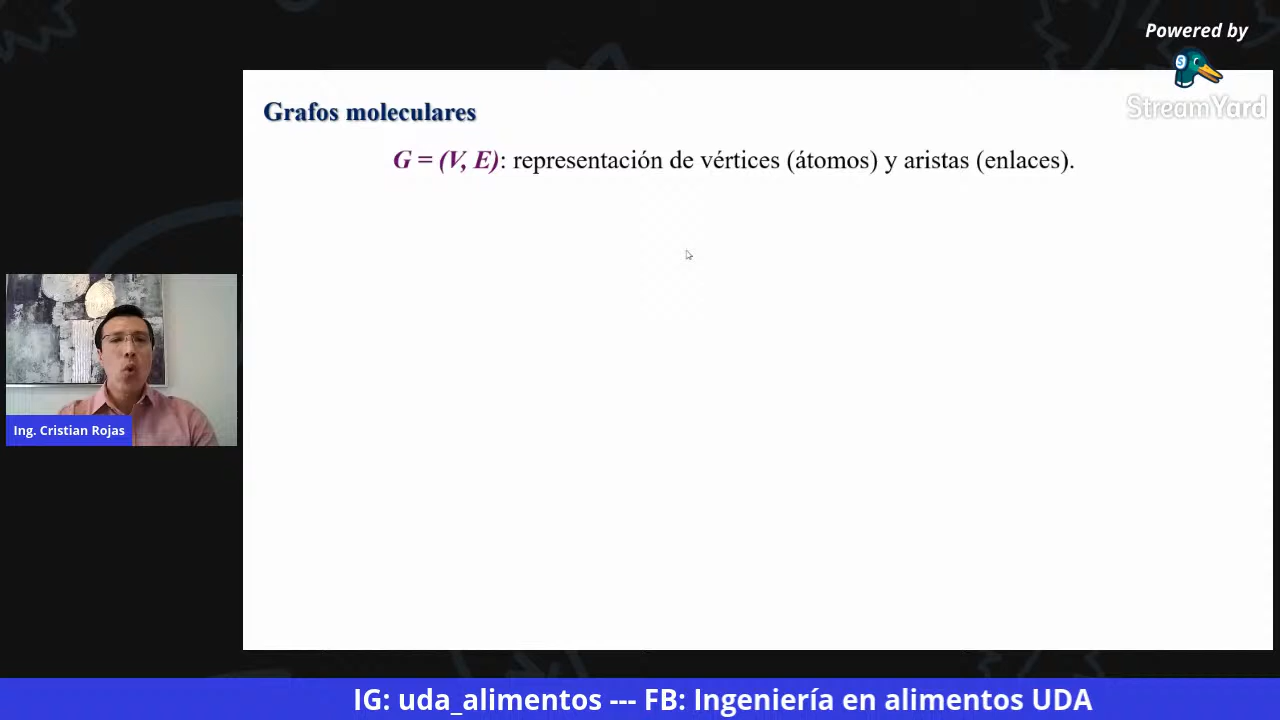 Powered by
S
StreamYard
Grafos moleculares
G = (V, E): representación de vértices (átomos) y aristas (enlaces).
Ing. Cristian Rojas
IG: uda_alimentos --- FB: Ingeniería en alimentos UDA